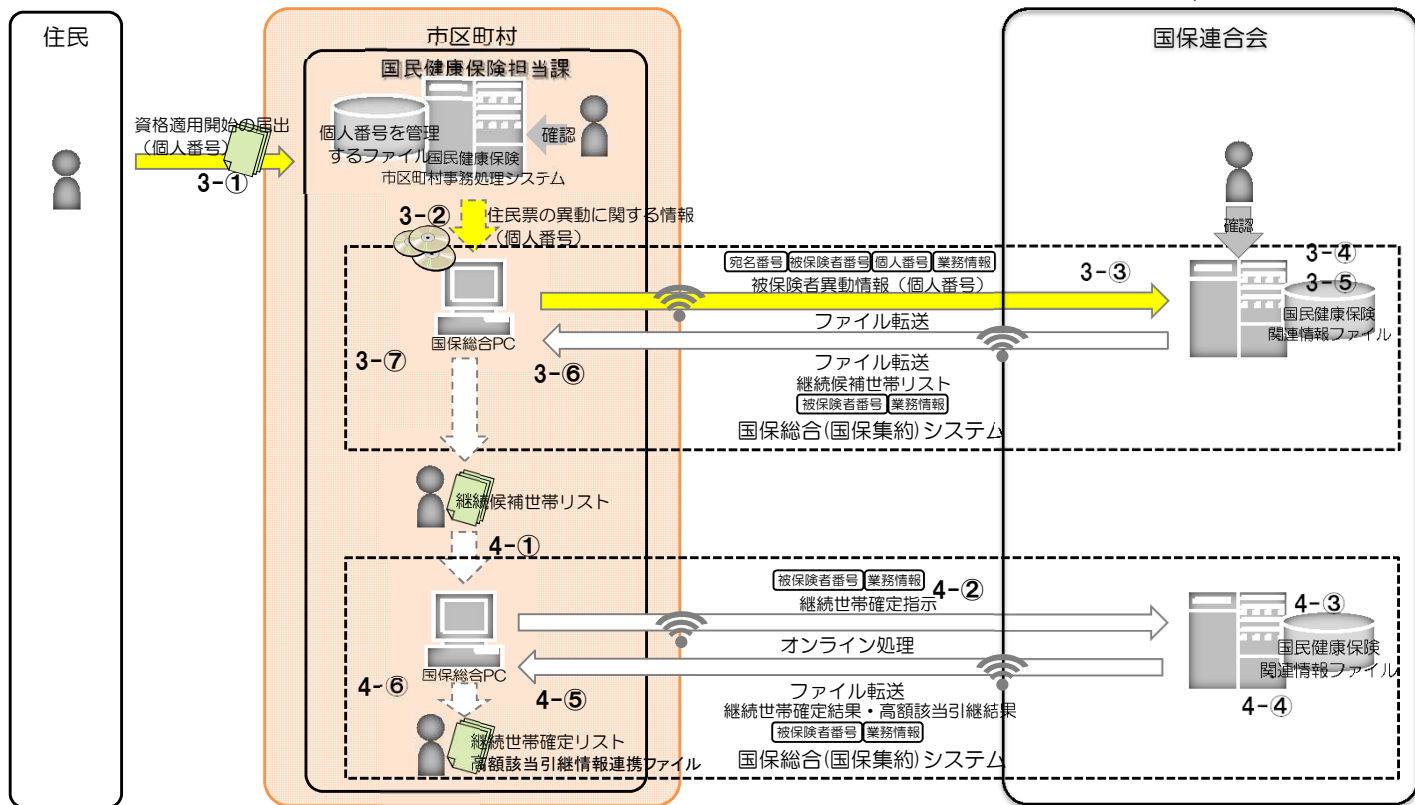 住民
市区町村
国保連合会
国民健康保険担当課
資格適用開始の届出
（個人番号）
3-①
個人番号を管理
するファイル
国民健康保険
市区町村事務処理システム
確認
3-②
住民票の異動に関する情報
（個人番号）
確認
宛名番号 被保険者番号 個人番号 業務情報
3-③
被保険者異動情報（個人番号）
3-④
3-⑤
国民健康保険
関連情報ファイル
ファイル転送
国保総合PC
3-⑦
3-⑥
ファイル転送
継続候補世帯リスト
被保険者番号 業務情報
国保総合(国保集約)システム
継続候補世帯リスト
4-①
被保険者番号 業務情報
4-②
継続世帯確定指示
4-③
国民健康保険
関連情報ファイル
オンライン処理
国保総合PC
4-⑥
4-⑤
4-④
ファイル転送
継続世帯確定結果・高額該当引継結果
被保険者番号 業務情報
国保総合(国保集約)システム
継続世帯確定リスト
高額該当引継情報連携ファイル